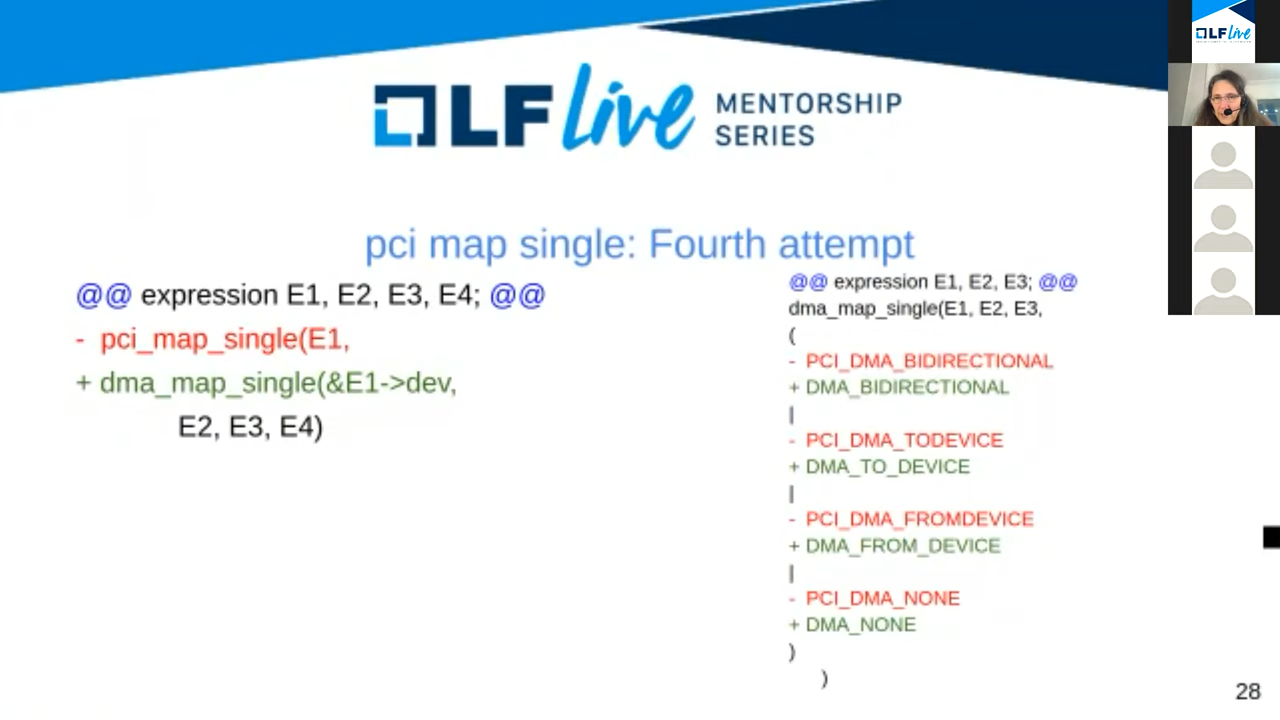 LF Live MENTORSHIP
SERIES
LF Live
pci map single: Fourth attempt
@@ expression E1, E2, E3, E4; @@
- pci_map_single(E1,
+ dma_map_single(&E1->dev,
E2, E3, E4)
@@ expression E1, E2, E3; @@
dma_map_single(E1, E2, E3,
(
- PCI_DMA_BIDIRECTIONAL
+ DMA_BIDIRECTIONAL
|
- PCI_DMA_TODEVICE
+ DMA_TO_DEVICE
|
- PCI_DMA_FROMDEVICE
+ DMA_FROM_DEVICE
|
- PCI_DMA_NONE
+ DMA_NONE
)
)
28